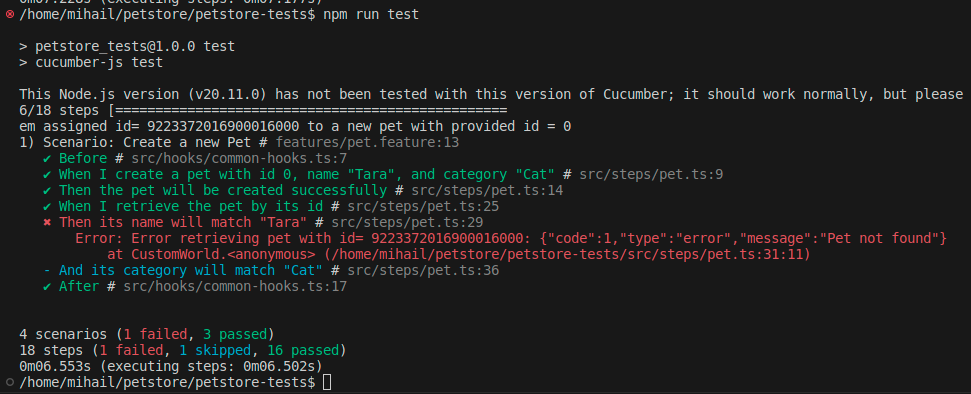 /home/mihail/petstore/petstore-tests$ npm run test
> petstore_tests@1.0.0 test
> cucumber-js test
This Node.js version (v20.11.0) has not been tested with this version of Cucumber; it should work normally, but please
6/18 steps [=================================================
em assigned id= 9223372016900016000 to a new pet with provided id = 0
1) Scenario: Create a new Pet # features/pet.feature:13
✔ Before # src/hooks/common-hooks.ts:7
✔ When I create a pet with id 0, name "Tara", and category "Cat" # src/steps/pet.ts:9
✔ Then the pet will be created successfully # src/steps/pet.ts:14
✔ When I retrieve the pet by its id # src/steps/pet.ts:25
✖ Then its name will match "Tara" # src/steps/pet.ts:29
Error: Error retrieving pet with id= 9223372016900016000: {"code":1,"type":"error","message":"Pet not found"}
at CustomWorld.<anonymous> (/home/mihail/petstore/petstore-tests/src/steps/pet.ts:31:11)
- And its category will match "Cat" # src/steps/pet.ts:36
✔ After # src/hooks/common-hooks.ts:17
4 scenarios (1 failed, 3 passed)
18 steps (1 failed, 1 skipped, 16 passed)
0m06.553s (executing steps: 0m06.502s)
/home/mihail/petstore/petstore-tests$